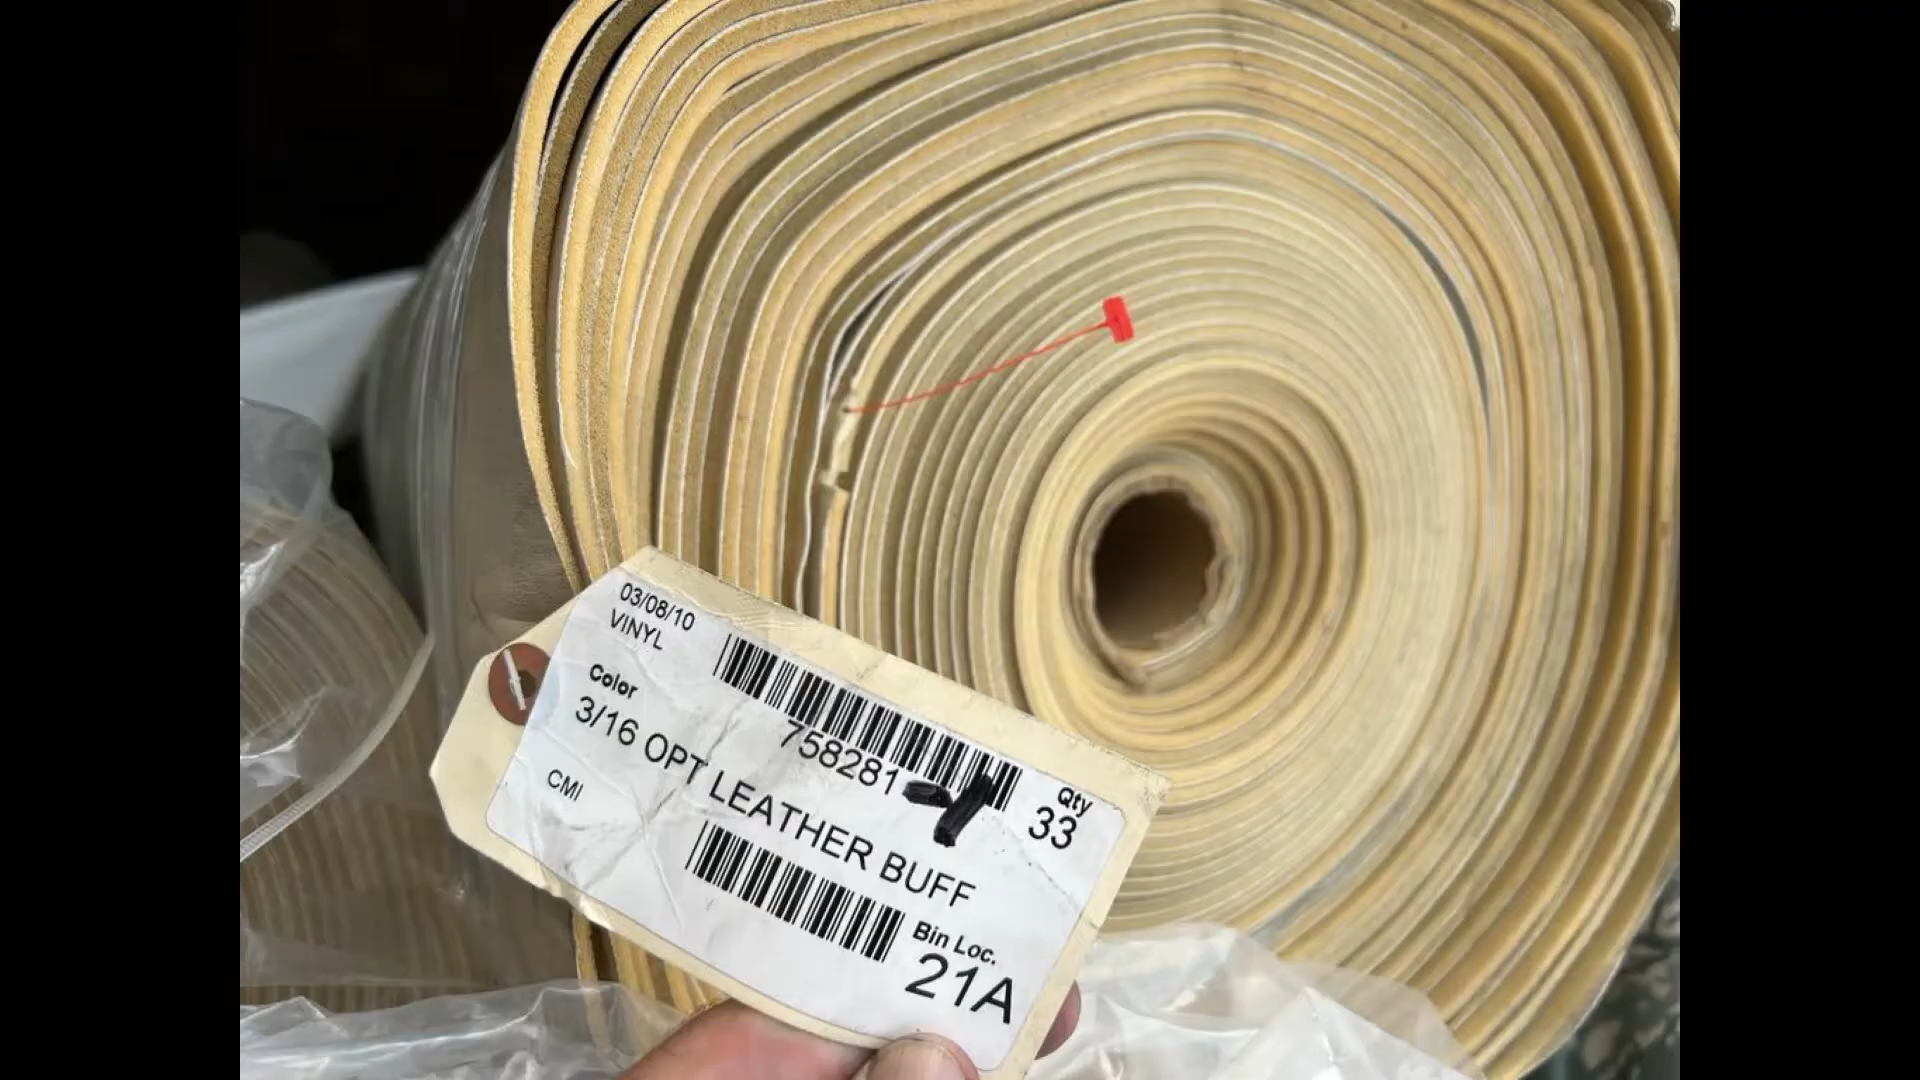 03/08/10
VINYL
758281
Color
3/16 OPT LEATHER BUFF
Qty
33
CMI
Bin Loc.
21A